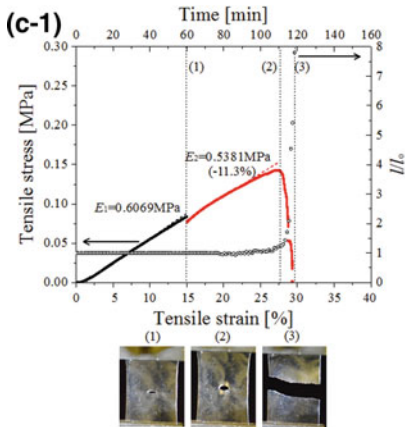 (c-1)
Time [min]
0 20 40 60 80 100 120 140 160
0.30
0.25
0.20
0.15
0.10
0.05
0.00
Tensile stress [MPa]
(1) (2) (3)
E2=0.5381MPa
(-11.3%)
E1=0.6069MPa
8
7
6
5
4
3
2
1
0
I/I°
0 5 10 15 20 25 30 35 40
Tensile strain [%]
(1) (2) (3)